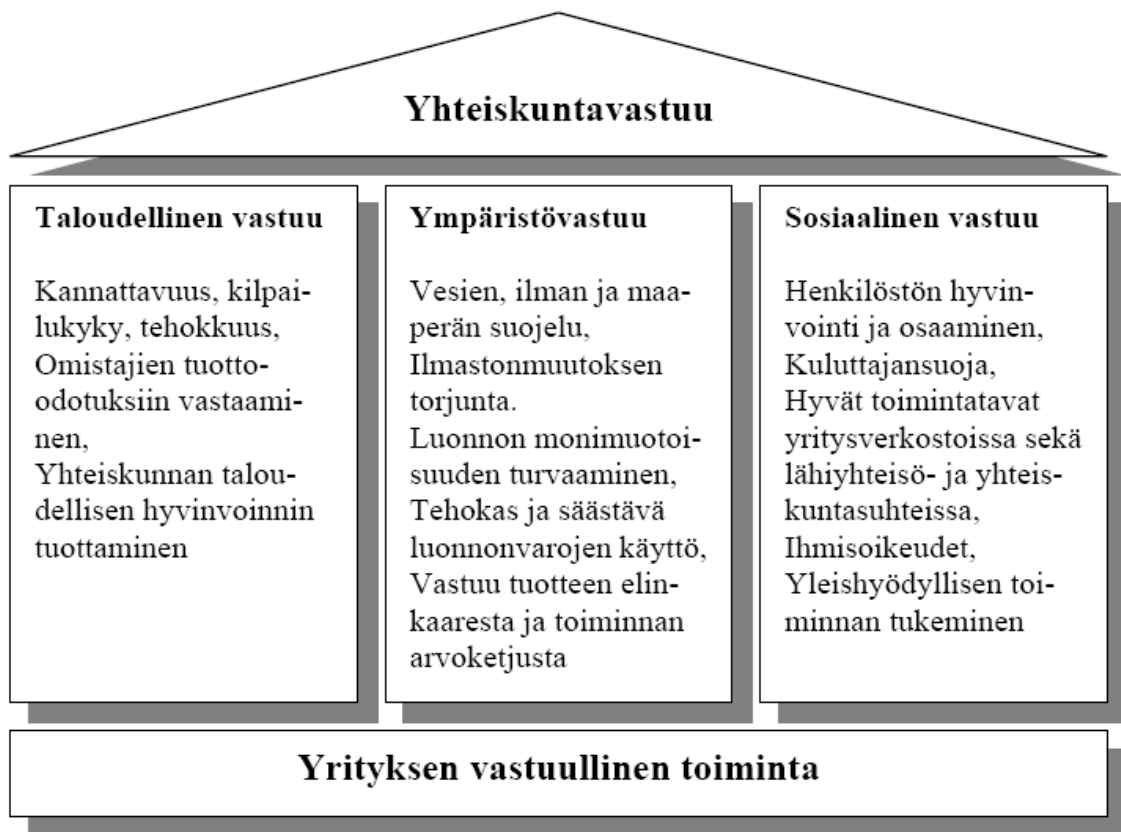 Yhteiskuntavastuu
Taloudellinen vastuu
Kannattavuus, kilpai-
lukyky, tehokkuus,
Omistajien tuotto-
odotuksiin vastaami-
nen,
Yhteiskunnan talou-
dellisen hyvinvoinnin
tuottaminen
Ympäristövastuu
Vesien, ilman ja maa-
perän suojelu,
Ilmastonmuutoksen
torjunta.
Luonnon monimuotoi-
suuden turvaaminen,
Tehokas ja säästävä
luonnonvarojen käyttö,
Vastuu tuotteen elin-
kaaresta ja toiminnan
arvoketjusta
Sosiaalinen vastuu
Henkilöstön hyvin-
vointi ja osaaminen,
Kuluttajansuoja,
Hyvät toimintatavat
yritysverkostoissa sekä
lähiyhteisö- ja yhteis-
kuntasuhteissa,
Ihmisoikeudet,
Yleishyödyllisen toi-
minnan tukeminen
Yrityksen vastuullinen toiminta